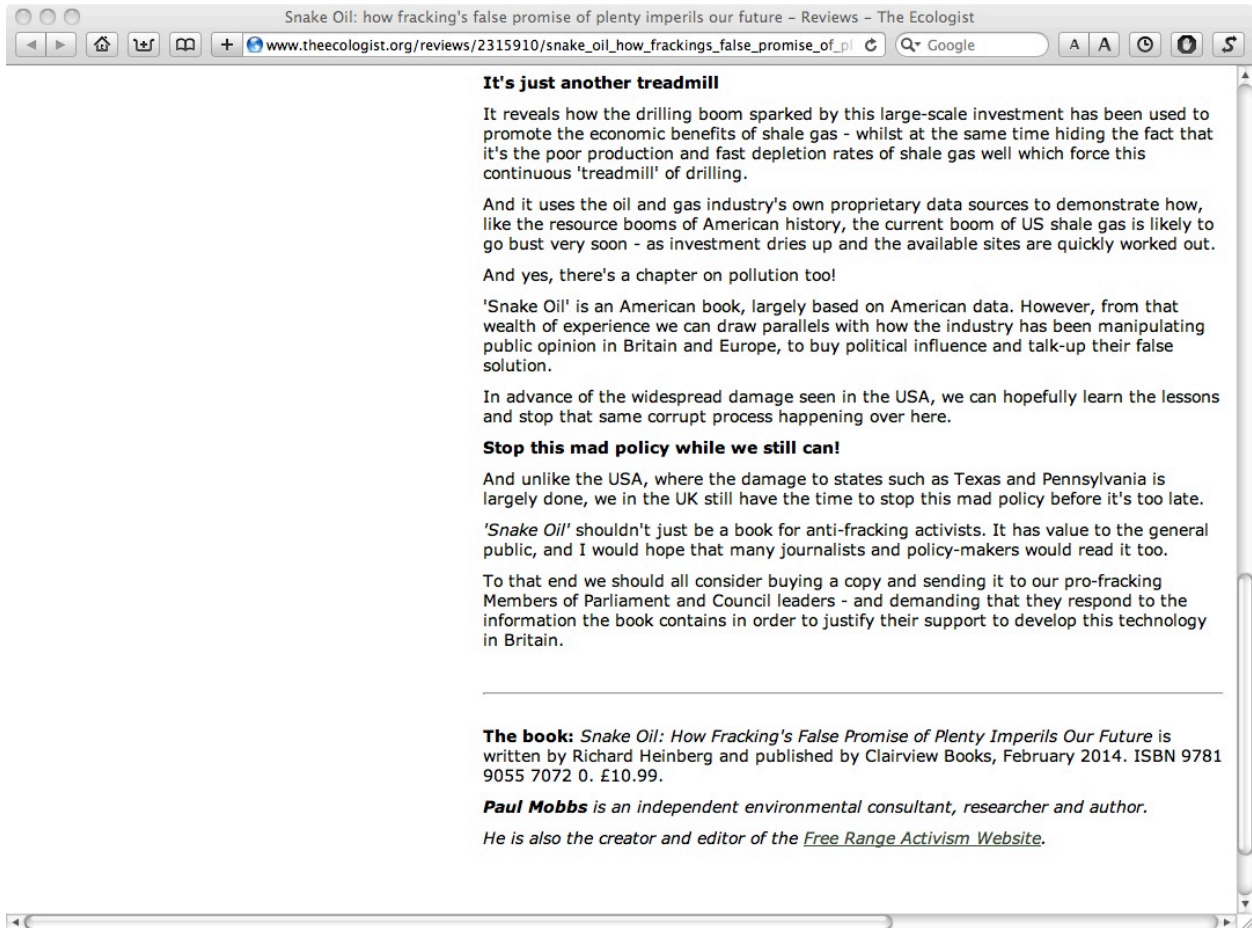 Snake Oil: how fracking's false promise of plenty imperils our future – Reviews – The Ecologist
www.theecologist.org/reviews/2315910/snake_oil_how_frackings_false_promise_of_pl
Google
A A
It's just another treadmill
It reveals how the drilling boom sparked by this large-scale investment has been used to
promote the economic benefits of shale gas - whilst at the same time hiding the fact that
it's the poor production and fast depletion rates of shale gas well which force this
continuous 'treadmill' of drilling.
And it uses the oil and gas industry's own proprietary data sources to demonstrate how,
like the resource booms of American history, the current boom of US shale gas is likely to
go bust very soon - as investment dries up and the available sites are quickly worked out.
And yes, there's a chapter on pollution too!
'Snake Oil' is an American book, largely based on American data. However, from that
wealth of experience we can draw parallels with how the industry has been manipulating
public opinion in Britain and Europe, to buy political influence and talk-up their false
solution.
In advance of the widespread damage seen in the USA, we can hopefully learn the lessons
and stop that same corrupt process happening over here.
Stop this mad policy while we still can!
And unlike the USA, where the damage to states such as Texas and Pennsylvania is
largely done, we in the UK still have the time to stop this mad policy before it's too late.
'Snake Oil' shouldn't just be a book for anti-fracking activists. It has value to the general
public, and I would hope that many journalists and policy-makers would read it too.
To that end we should all consider buying a copy and sending it to our pro-fracking
Members of Parliament and Council leaders - and demanding that they respond to the
information the book contains in order to justify their support to develop this technology
in Britain.
The book: Snake Oil: How Fracking's False Promise of Plenty Imperils Our Future is
written by Richard Heinberg and published by Clairview Books, February 2014. ISBN 9781
9055 7072 0. £10.99.
Paul Mobbs is an independent environmental consultant, researcher and author.
He is also the creator and editor of the Free Range Activism Website.